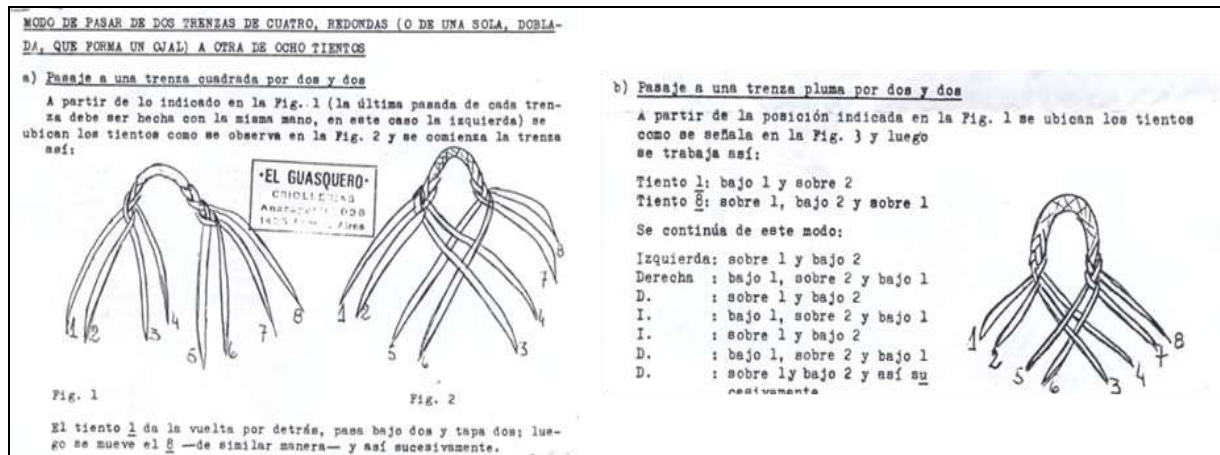 MODO DE PASAR DE DOS TRENZAS DE CUATRO, REDONDAS (O DE UNA SOLA, DOBLA-
DA, QUE FORMA UN OJAL) A OTRA DE OCHO TIENTOS
a) Pasaje a una trenza cuadrada por dos y dos
A partir de lo indicado en la Fig. 1 (la última pasada de cada tren-
za debe ser hecha con la misma mano, en este caso la izquierda) se
ubican los tientos como se observa en la Fig. 2 y se comienza la trenza
así:
·EL GUASQUERO·
1 2 3 4 5 6 7 8
1 2 5 6 3 4 7 8
Fig. 1
Fig. 2
El tiento 1 da la vuelta por detrás, pasa bajo dos y tapa dos; lue-
go se mueve el 8 —de similar manera— y así sucesivamente.
b) Pasaje a una trenza pluma por dos y dos
A partir de la posición indicada en la Fig. 1 se ubican los tientos
como se señala en la Fig. 3 y luego
se trabaja así:
Tiento 1: bajo 1 y sobre 2
Tiento 8: sobre 1, bajo 2 y sobre 1
Se continúa de este modo:
Izquierda: sobre 1 y bajo 2
Derecha : bajo 1, sobre 2 y bajo 1
D. : sobre 1 y bajo 2
I. : bajo 1, sobre 2 y bajo 1
I. : sobre 1 y bajo 2
D. : bajo 1, sobre 2 y bajo 1
D. : sobre 1y bajo 2 y así su
cesivamente
1 2 5 6 3 4 7 8